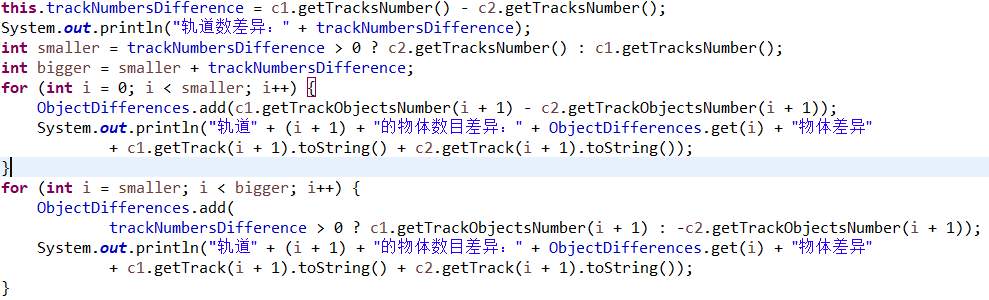 this.trackNumbersDifference = c1.getTracksNumber() - c2.getTracksNumber();
System.out.println("轨道数差异：" + trackNumbersDifference);
int smaller = trackNumbersDifference > 0 ? c2.getTracksNumber() : c1.getTracksNumber();
int bigger = smaller + trackNumbersDifference;
for (int i = 0; i < smaller; i++) {
    ObjectDifferences.add(c1.getTrackObjectsNumber(i + 1) - c2.getTrackObjectsNumber(i + 1));
    System.out.println("轨道" + (i + 1) + "的物体数目差异：" + ObjectDifferences.get(i) + "物体差异"
            + c1.getTrack(i + 1).toString() + c2.getTrack(i + 1).toString());
}
for (int i = smaller; i < bigger; i++) {
    ObjectDifferences.add(
            trackNumbersDifference > 0 ? c1.getTrackObjectsNumber(i + 1) : -c2.getTrackObjectsNumber(i + 1));
    System.out.println("轨道" + (i + 1) + "的物体数目差异：" + ObjectDifferences.get(i) + "物体差异"
            + c1.getTrack(i + 1).toString() + c2.getTrack(i + 1).toString());
}